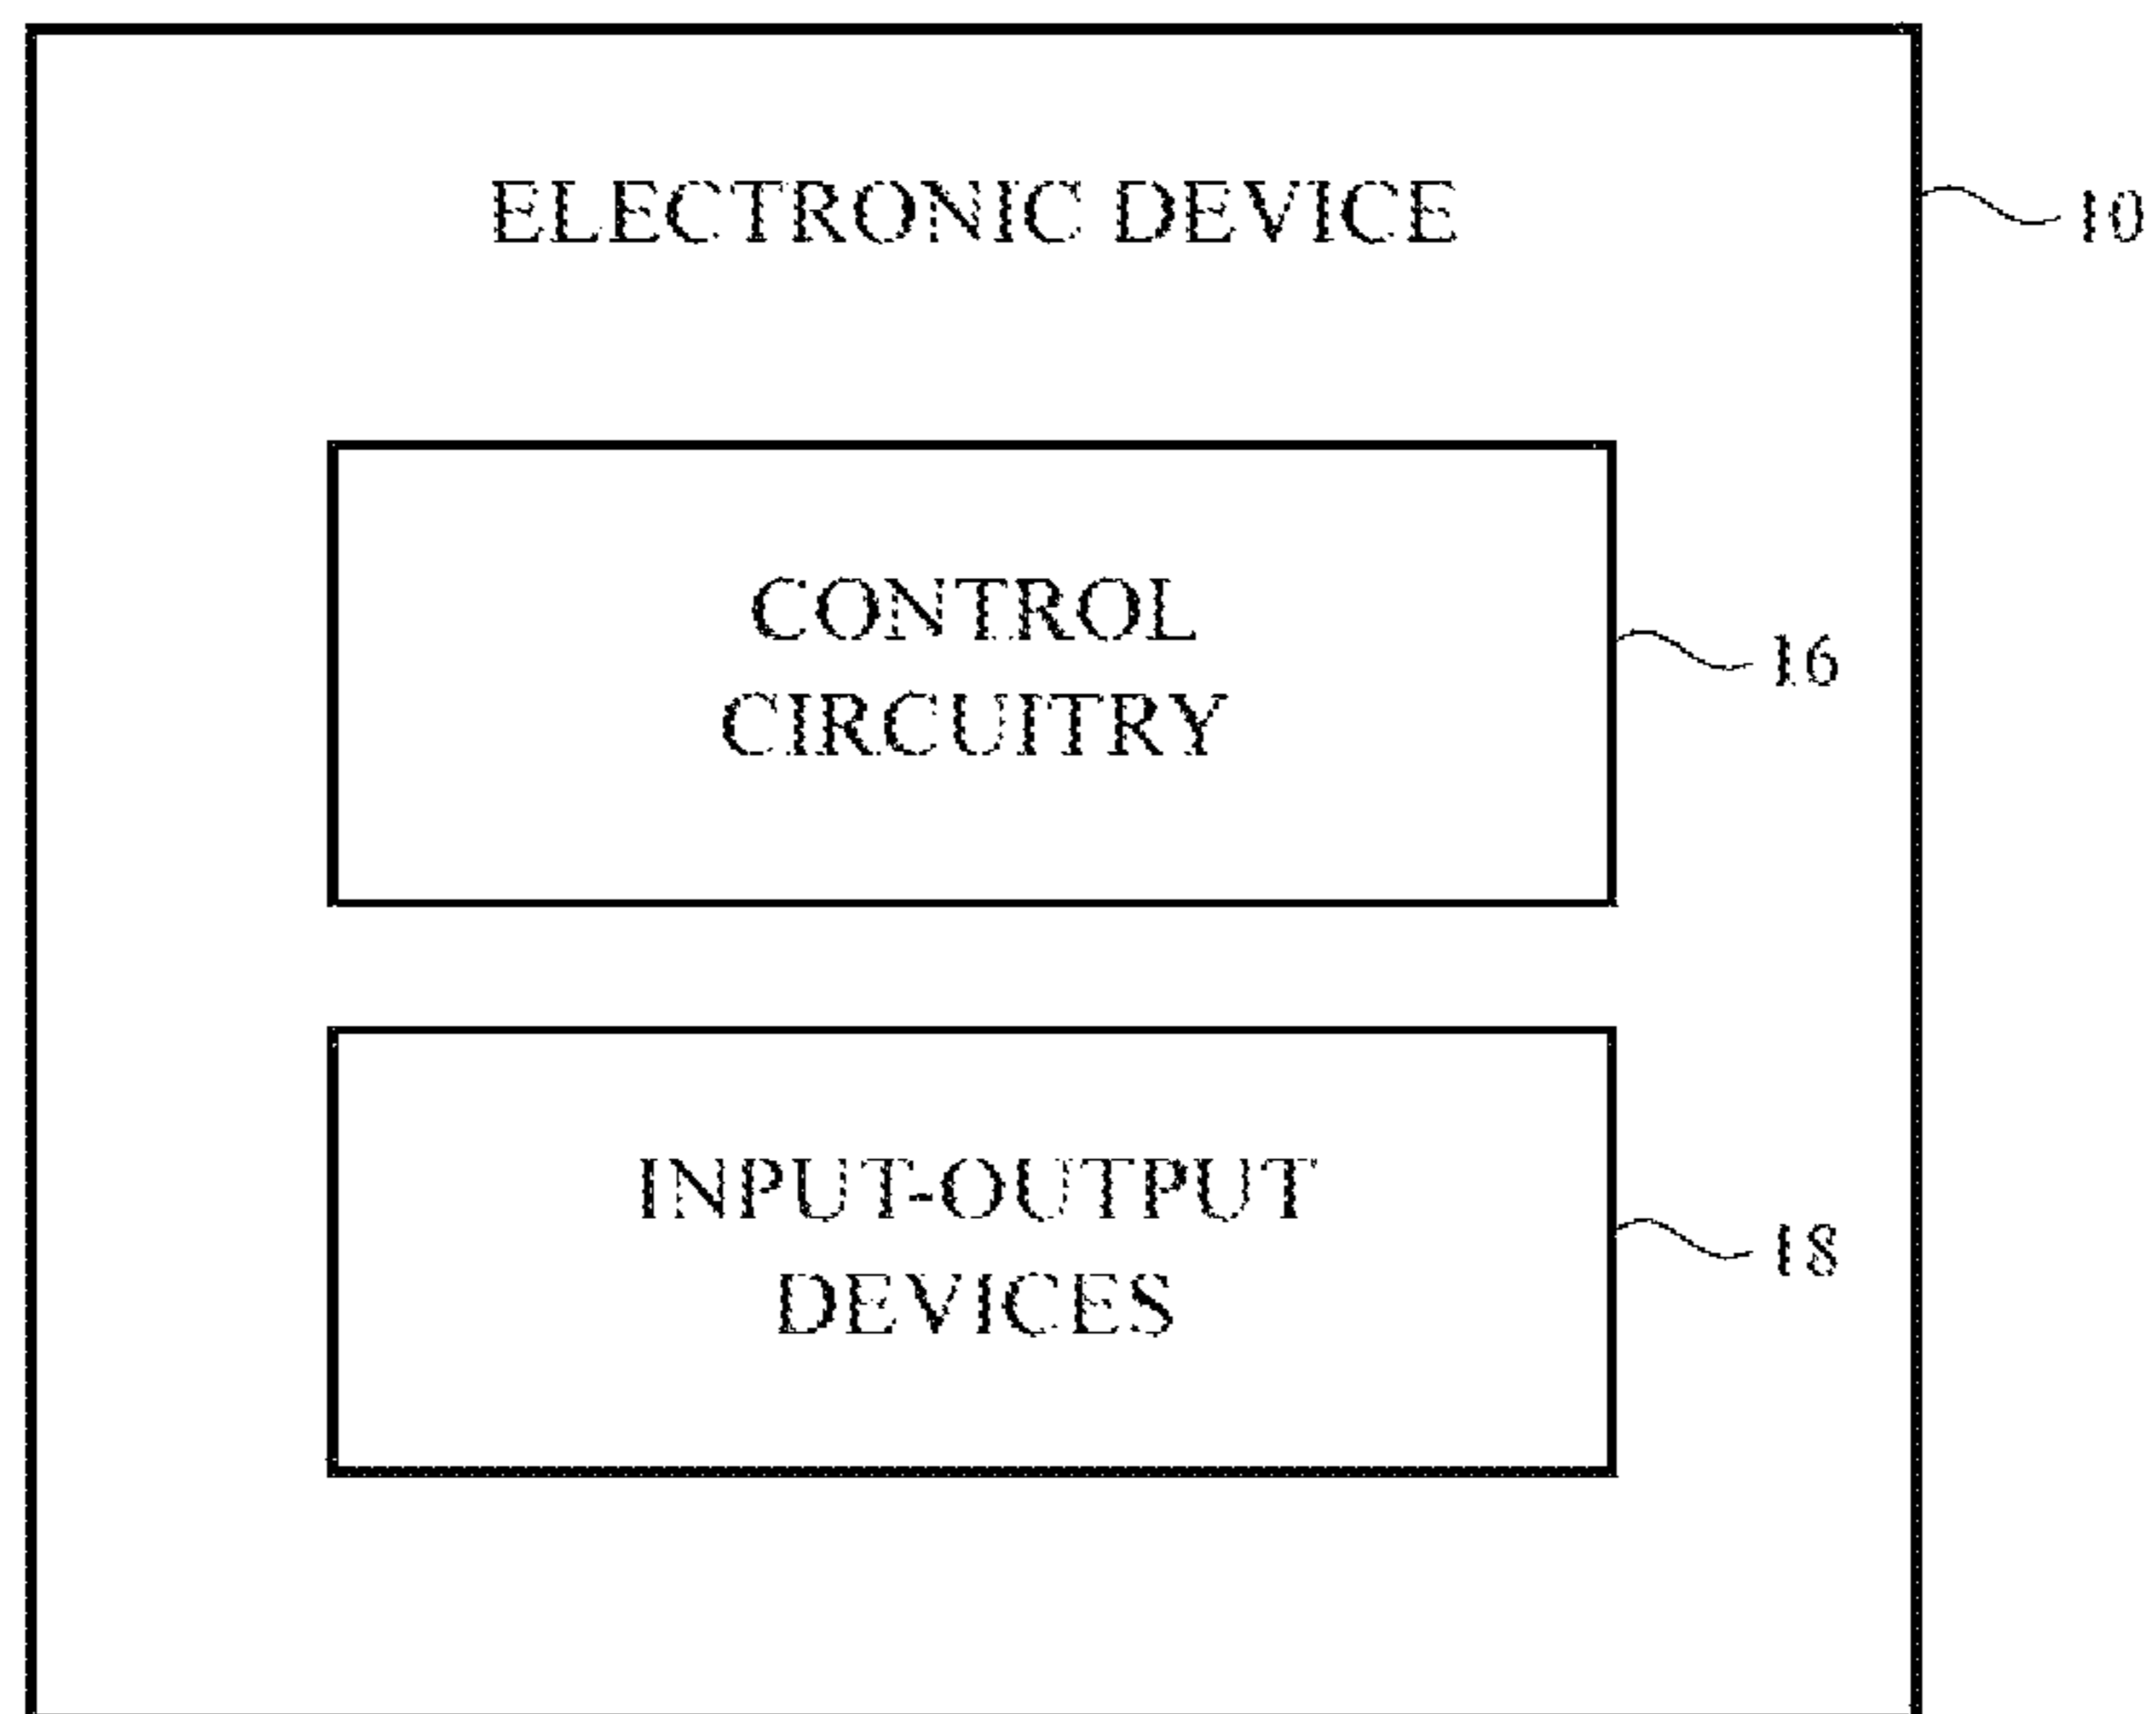 ELECTRONIC DEVICE
10
CONTROL
CIRCUITRY
16
INPUT-OUTPUT
DEVICES
18